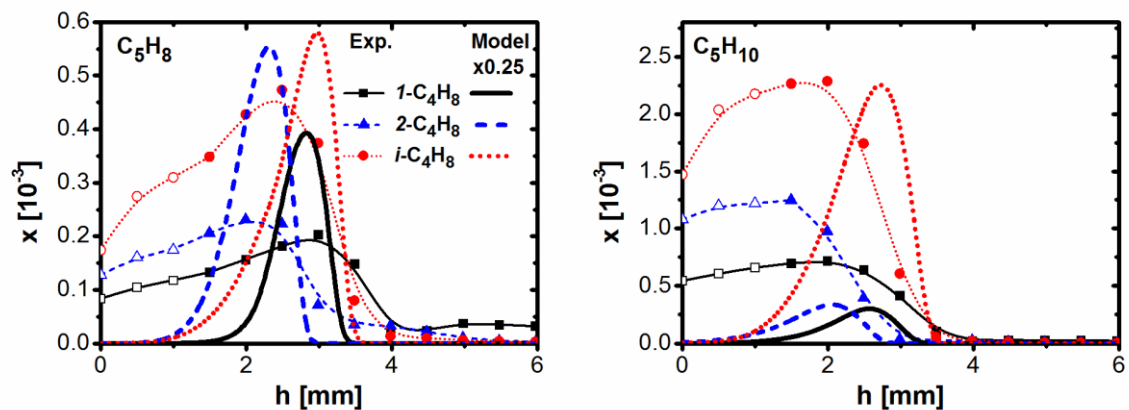 C₅H₈
Exp.
Model
x0.25
1-C₄H₈
2-C₄H₈
i-C₄H₈
x [10⁻³]
0.6
0.5
0.4
0.3
0.2
0.1
0.0
0 2 4 6
h [mm]
C₅H₁₀
x [10⁻³]
2.5
2.0
1.5
1.0
0.5
0.0
0 2 4 6
h [mm]